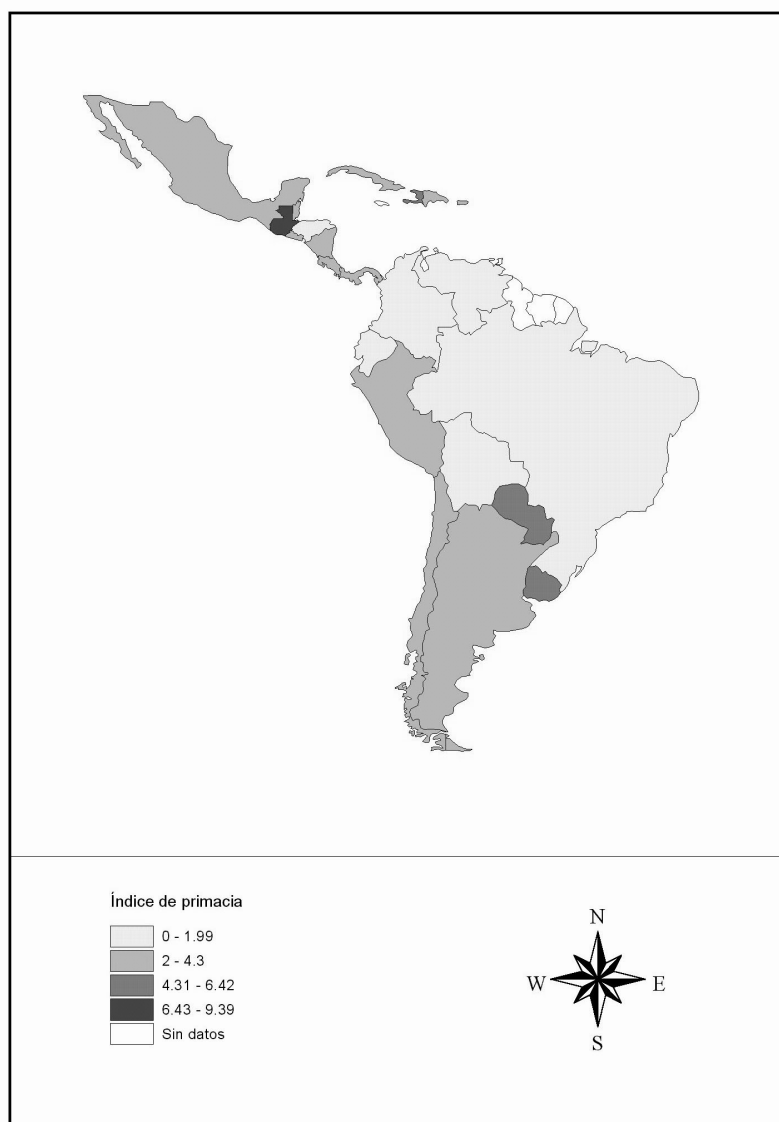 Índice de primacia
0 - 1.99
2 - 4.3
4.31 - 6.42
6.43 - 9.39
Sin datos
N
W E
S